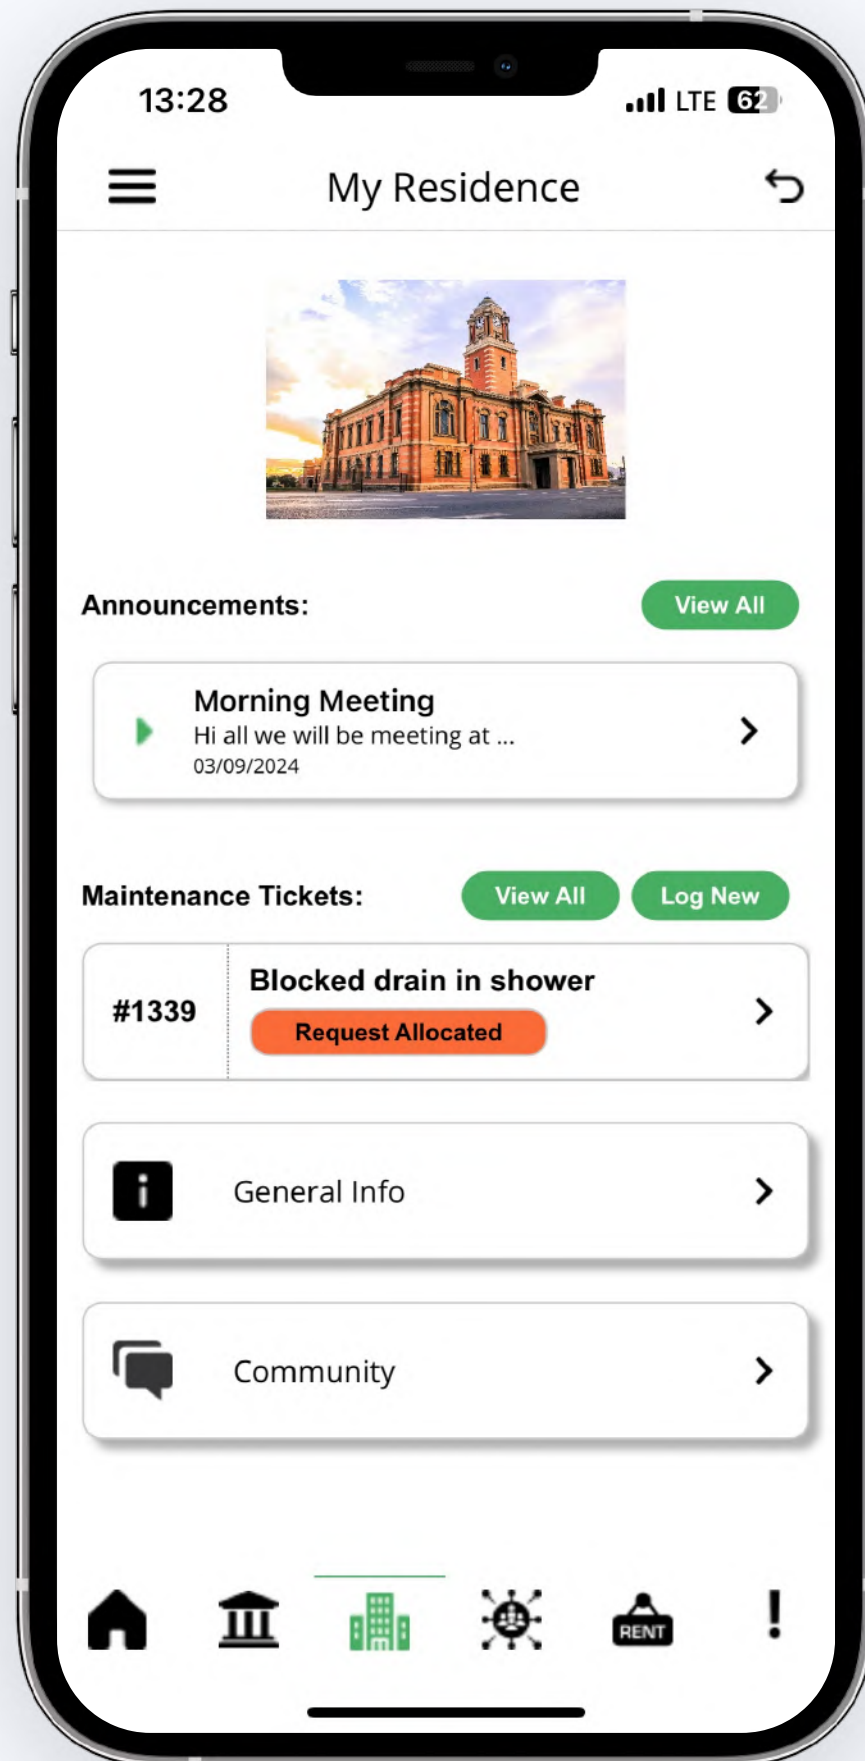 13:28
LTE 62
My Residence
Announcements:
View All
Morning Meeting
Hi all we will be meeting at ...
03/09/2024
Maintenance Tickets:
View All
Log New
#1339
Blocked drain in shower
Request Allocated
General Info
Community
RENT